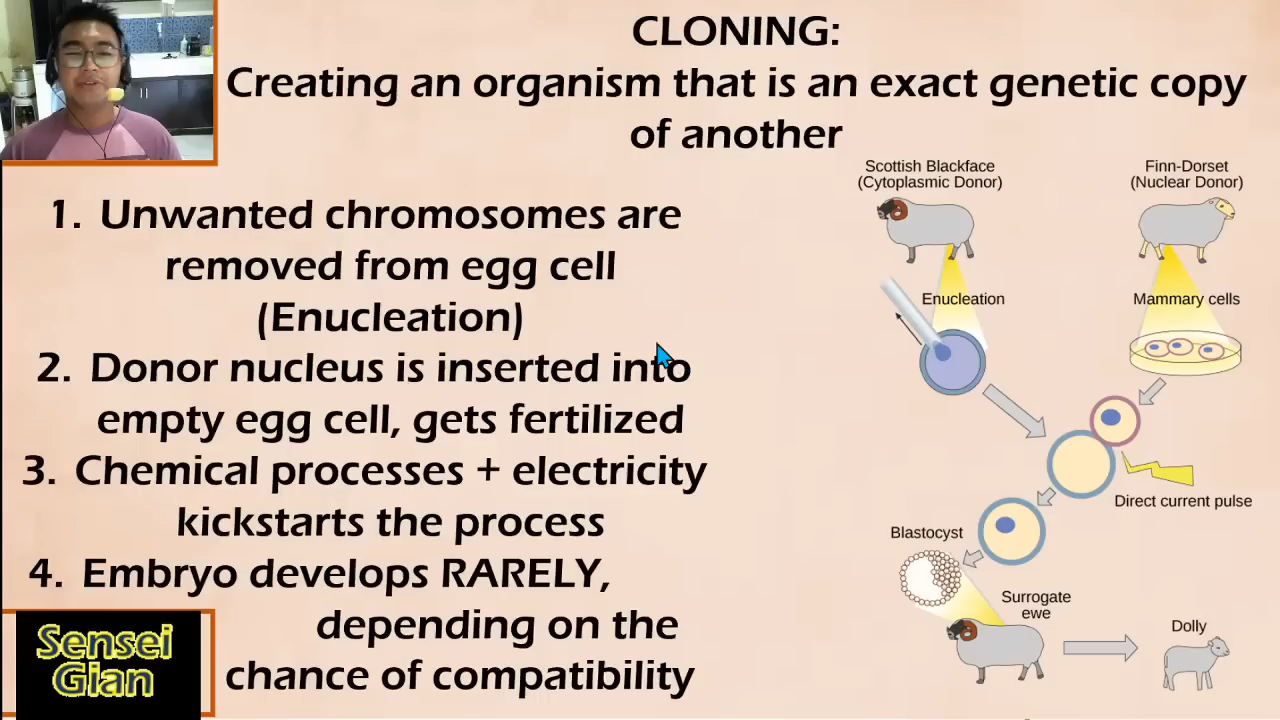 CLONING:
Creating an organism that is an exact genetic copy
of another
1. Unwanted chromosomes are
removed from egg cell
(Enucleation)
2. Donor nucleus is inserted into
empty egg cell, gets fertilized
3. Chemical processes + electricity
kickstarts the process
4. Embryo develops RARELY,
depending on the
chance of compatibility
Scottish Blackface
(Cytoplasmic Donor)
Finn-Dorset
(Nuclear Donor)
Enucleation
Mammary cells
Direct current pulse
Blastocyst
Surrogate
ewe
Dolly
Sensei
Gian